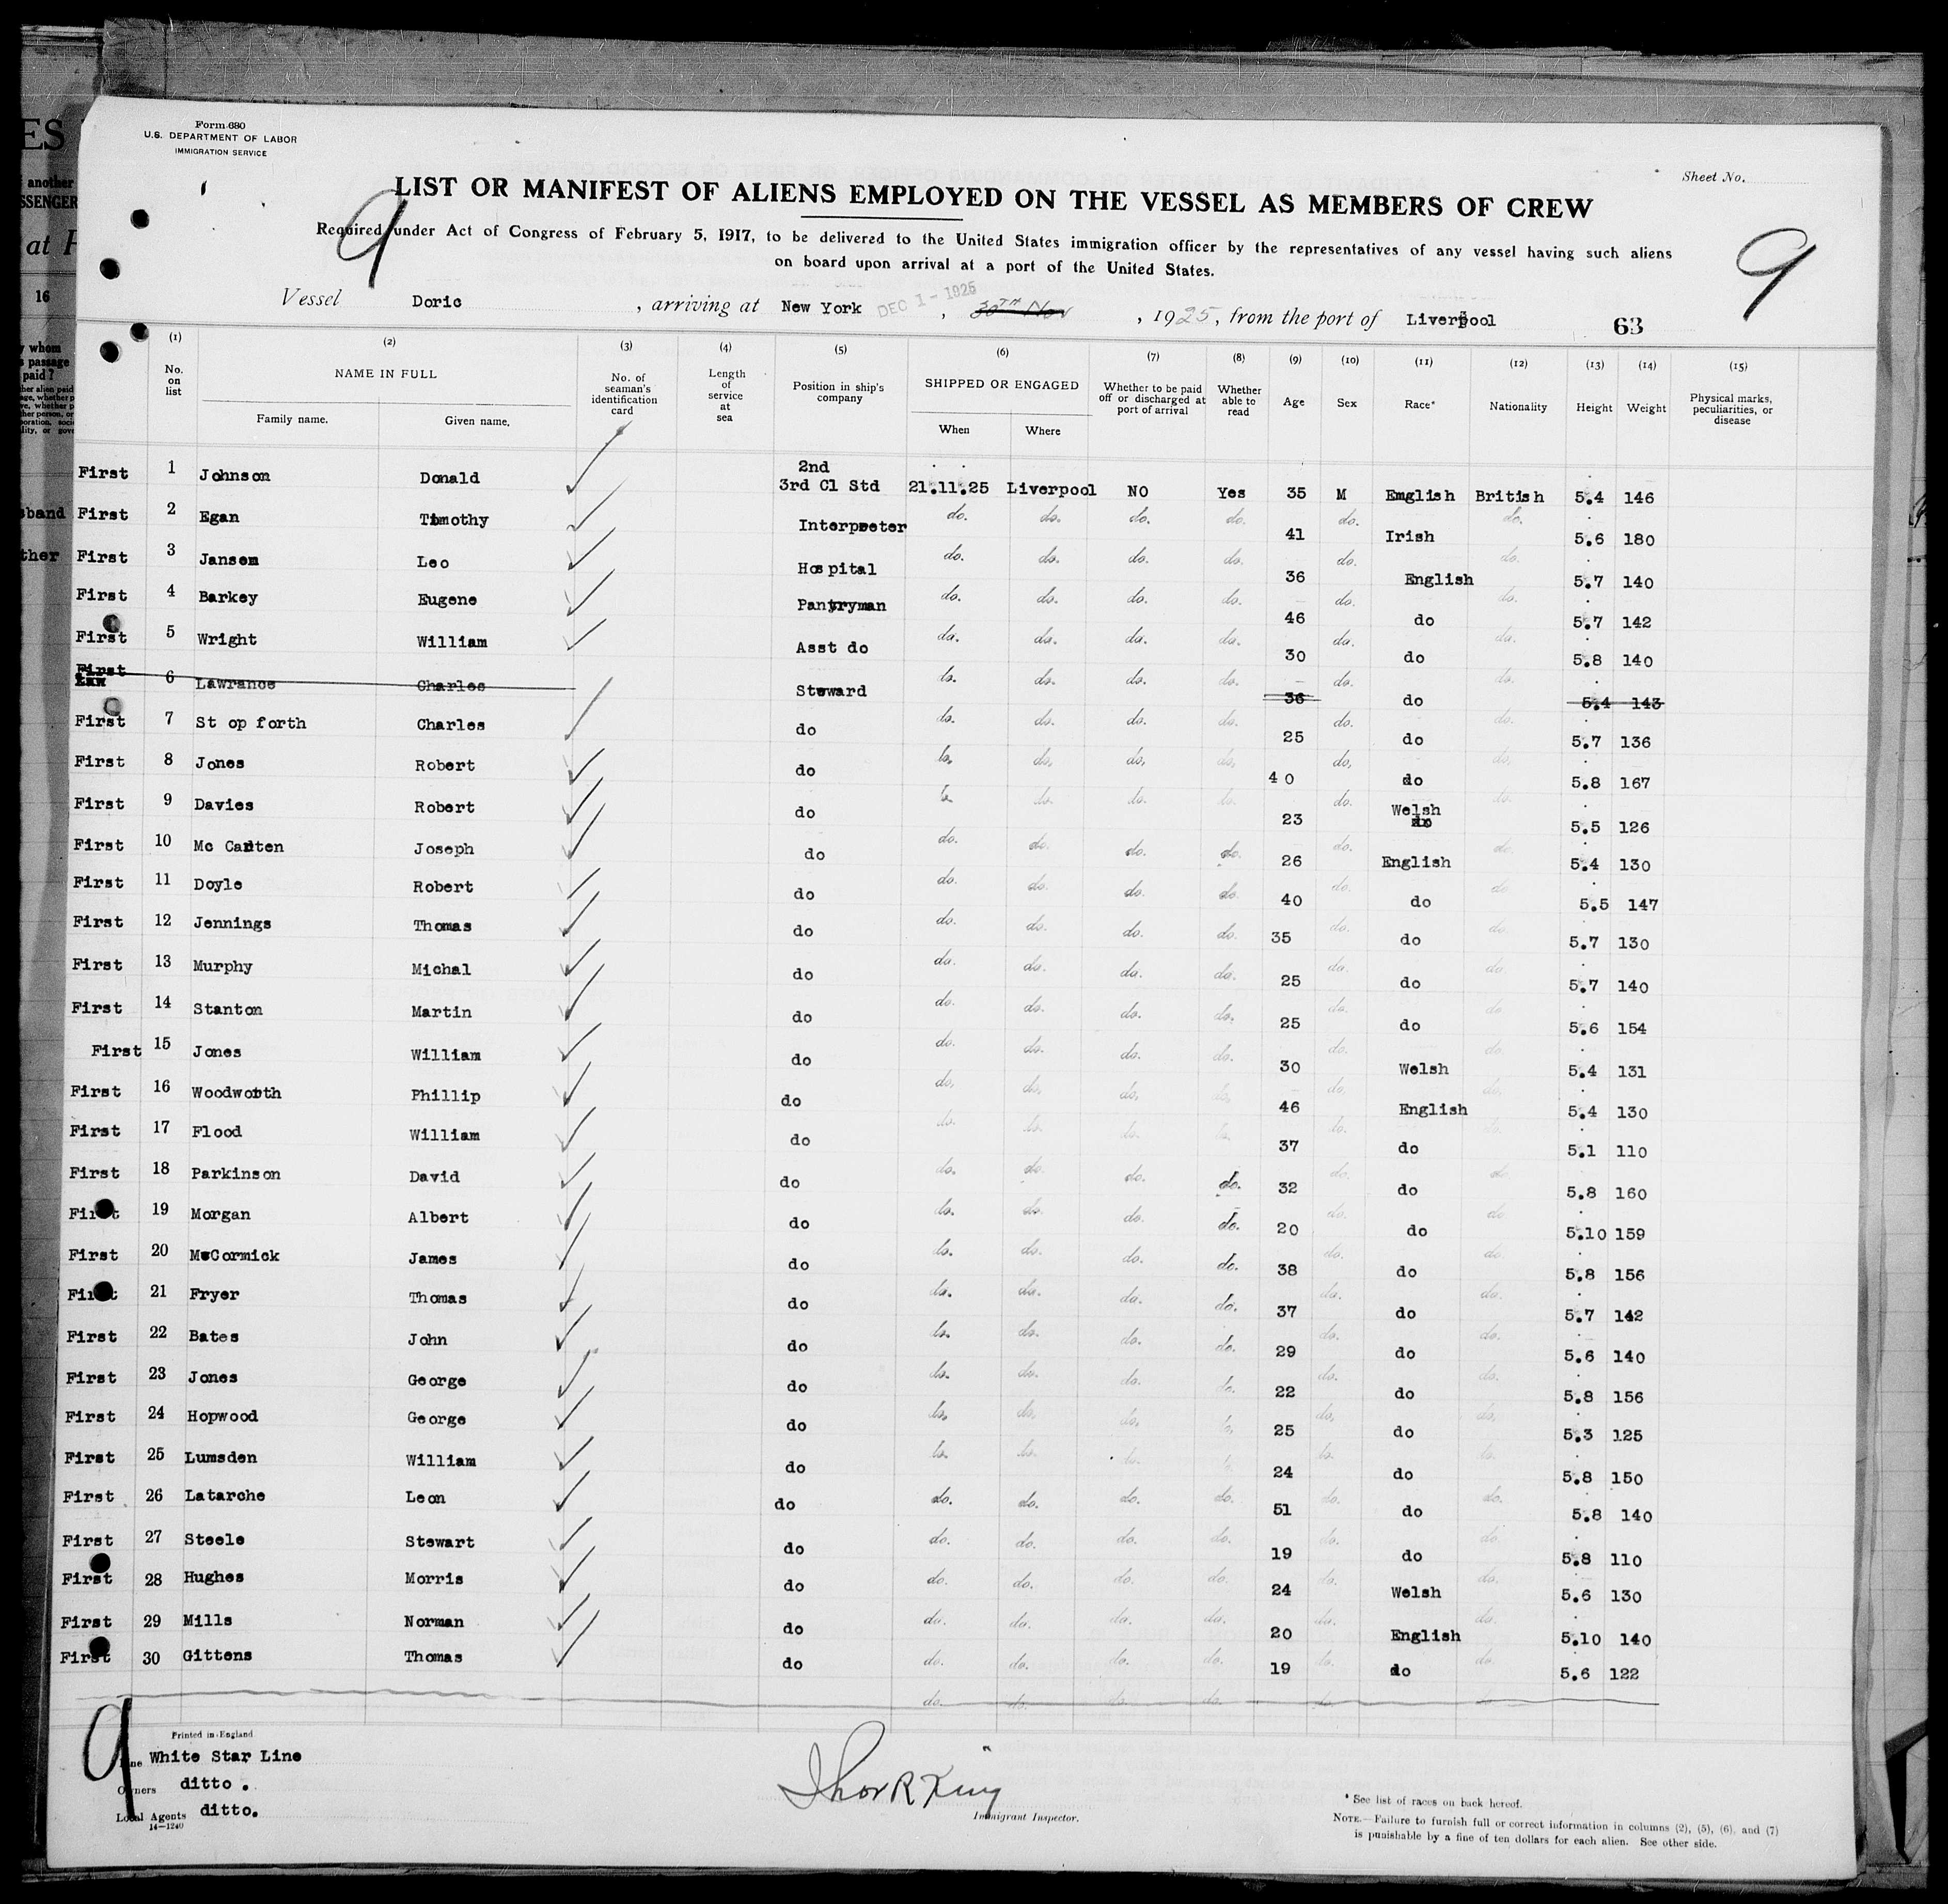 Form 680
U.S. DEPARTMENT OF LABOR
IMMIGRATION SERVICE
Sheet No.
LIST OR MANIFEST OF ALIENS EMPLOYED ON THE VESSEL AS MEMBERS OF CREW
9
9
Required under Act of Congress of February 5, 1917, to be delivered to the United States immigration officer by the representatives of any vessel having such aliens
on board upon arrival at a port of the United States.
Vessel Doric , arriving at New York DEC 1 - 1925 , 30TH Nov , 1925, from the port of Liverpool 63
(1) (2) (3) (4) (5) (6) (7) (8) (9) (10) (11) (12) (13) (14) (15)
No. on list NAME IN FULL Family name. Given name. No. of seaman's identification card Length of service at sea Position in ship's company SHIPPED OR ENGAGED When Where Whether to be paid off or discharged at port of arrival Whether able to read Age Sex Race* Nationality Height Weight Physical marks, peculiarities, or disease
First 1 Johnson Donald 2nd 3rd Cl Std 21.11.25 Liverpool NO Yes 35 M English British 5.4 146
First 2 Egan Timothy Interpreter do. do. do. do. 41 do. Irish do. 5.6 180
First 3 Jansen Leo Hospital do. do. do. do. 36 do. English do. 5.7 140
First 4 Barkey Eugene Pantryman do. do. do. do. 46 do. do do. 5.7 142
First 5 Wright William Asst do do. do. do. do. 30 do. do do. 5.8 140
First 6 Lawrance Charles Steward do. do. do. do. 36 do. do do. 5.4 143
First 7 St op forth Charles do do. do. do. do. 25 do. do do. 5.7 136
First 8 Jones Robert do do. do. do. do. 40 do. do do. 5.8 167
First 9 Davies Robert do do. do. do. do. 23 do. Welsh do. 5.5 126
First 10 Mc Carten Joseph do do. do. do. do. 26 do. English do. 5.4 130
First 11 Doyle Robert do do. do. do. do. 40 do. do do 5.5 147
First 12 Jennings Thomas do do. do. do. do. 35 do. do do. 5.7 130
First 13 Murphy Michal do do. do. do. do. 25 do. do do. 5.7 140
First 14 Stanton Martin do do. do. do. do. 25 do. do do 5.6 154
First 15 Jones William do do. do. do. do. 30 do. Welsh do. 5.4 131
First 16 Woodworth Phillip do do. do. do. do. 46 do. English do. 5.4 130
First 17 Flood William do do. do. do. do. 37 do. do do. 5.1 110
First 18 Parkinson David do do. do. do. do. 32 do. do do. 5.8 160
First 19 Morgan Albert do do. do. do. do. 20 do. do do. 5.10 159
First 20 McCormick James do do. do. do. do. 38 do. do do. 5.8 156
First 21 Fryer Thomas do do. do. do. do. 37 do. do do. 5.7 142
First 22 Bates John do do. do. do. do. 29 do. do do. 5.6 140
First 23 Jones George do do. do. do. do. 22 do. do do. 5.8 156
First 24 Hopwood George do do. do. do. do. 25 do. do do. 5.3 125
First 25 Lumsden William do do. do. do. do. 24 do. do do. 5.8 150
First 26 Latarche Leon do do. do. do. do. 51 do. do do. 5.8 140
First 27 Steele Stewart do do. do. do. do. 19 do. do do. 5.8 110
First 28 Hughes Morris do do. do. do. do. 24 do. Welsh do. 5.6 130
First 29 Mills Norman do do. do. do. do. 20 do. English do. 5.10 140
First 30 Gittens Thomas do do. do. do. do. 19 do. do do. 5.6 122
do. do. do. do. do. do
9
Printed in England
Line White Star Line
Owners ditto .
Local Agents ditto.
14-1240
Immigrant Inspector.
* See list of races on back hereof.
NOTE.—Failure to furnish full or correct information in columns (2), (5), (6), and (7)
is punishable by a fine of ten dollars for each alien. See other side.